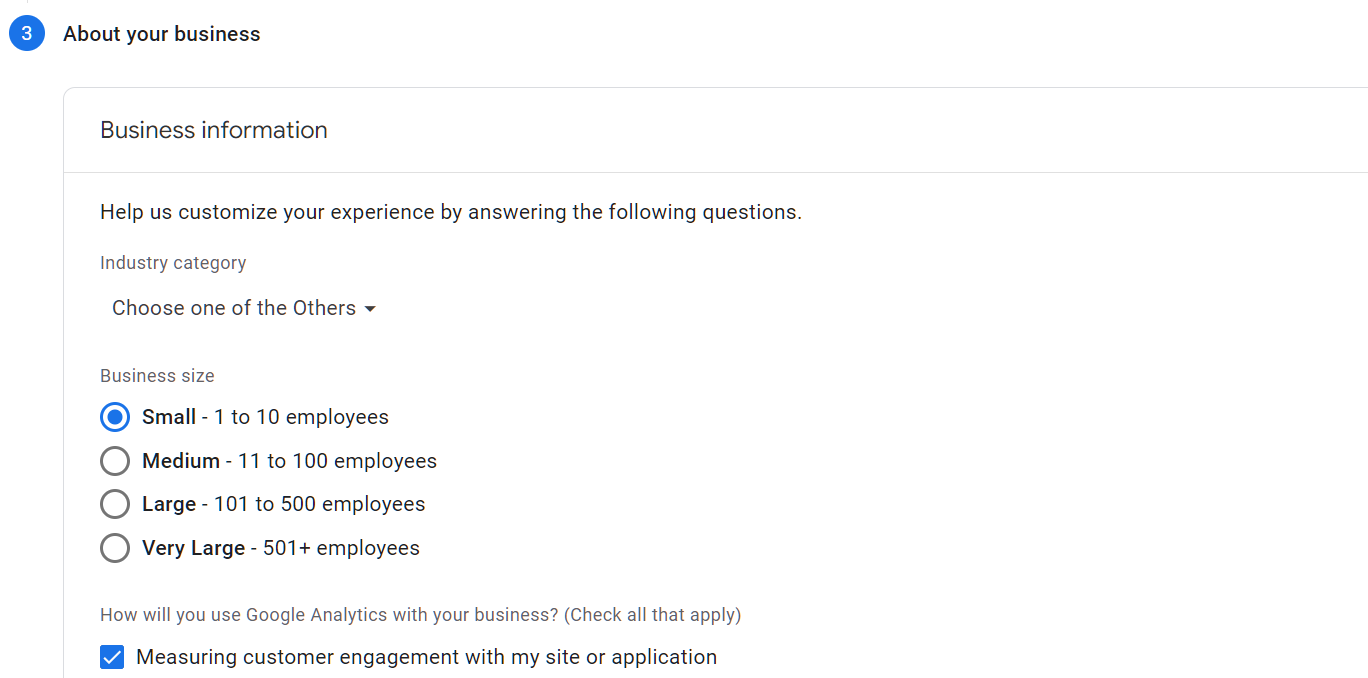 3 About your business
Business information
Help us customize your experience by answering the following questions.
Industry category
Choose one of the Others
Business size
Small - 1 to 10 employees
Medium - 11 to 100 employees
Large - 101 to 500 employees
Very Large - 501+ employees
How will you use Google Analytics with your business? (Check all that apply)
Measuring customer engagement with my site or application